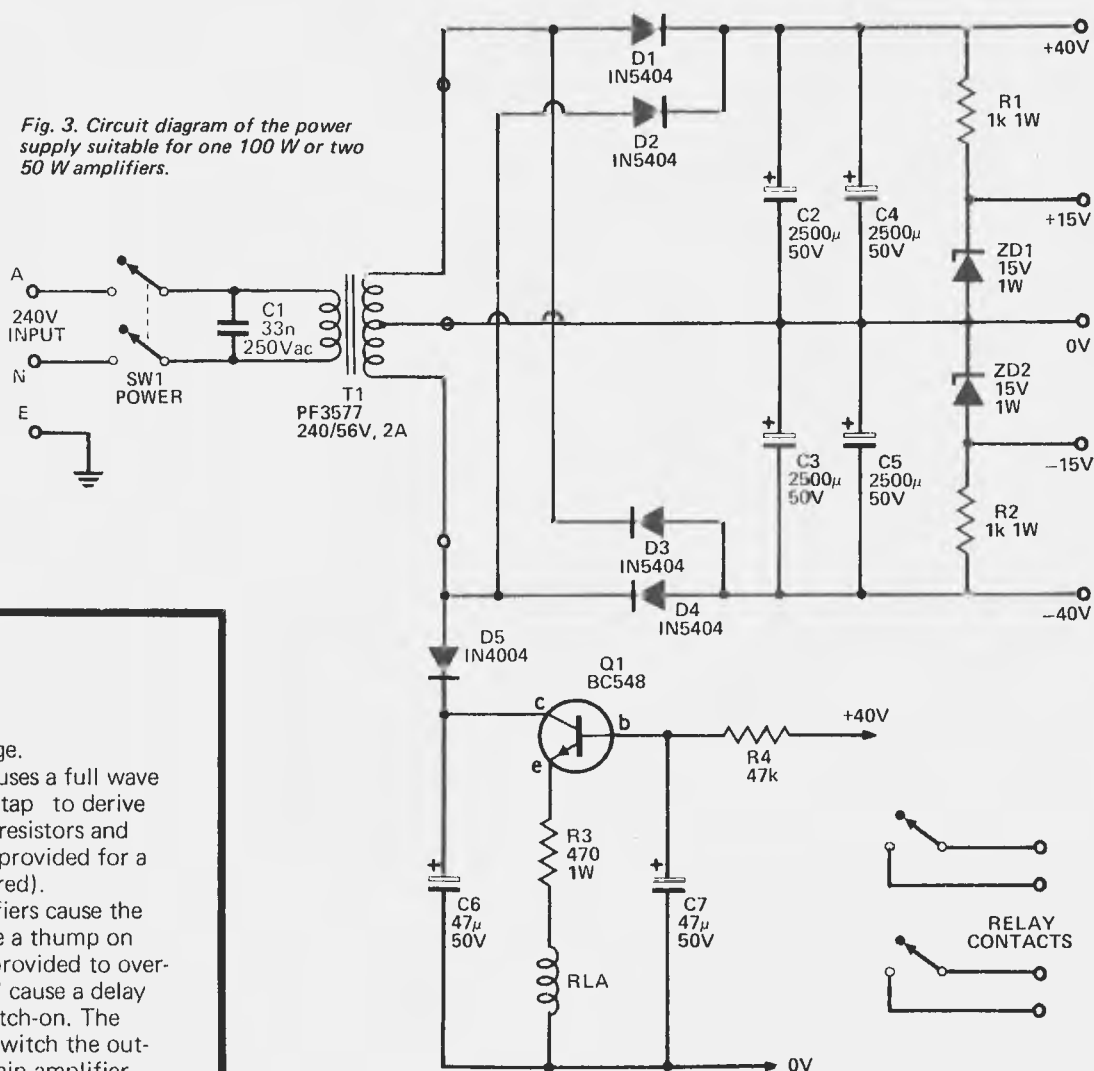 Fig. 3. Circuit diagram of the power
supply suitable for one 100 W or two
50 W amplifiers.
D1
IN5404
D2
IN5404
+40V
R1
1k 1W
C2
2500μ
50V
C4
2500μ
50V
+15V
ZD1
15V
1W
A
240V
INPUT
N
E
SW1
POWER
C1
33n
250Vac
T1
PF3577
240/56V, 2A
0V
ZD2
15V
1W
C3
2500μ
50V
C5
2500μ
50V
−15V
R2
1k 1W
D3
IN5404
D4
IN5404
−40V
D5
IN4004
Q1
BC548
c
b
e
+40V
R4
47k
R3
470
1W
+
C6
47μ
50V
+
C7
47μ
50V
RLA
RELAY
CONTACTS
0V
ge.
uses a full wave
tap to derive
resistors and
provided for a
red).
fiers cause the
e a thump on
provided to over-
cause a delay
tch-on. The
witch the out-
ain amplifier